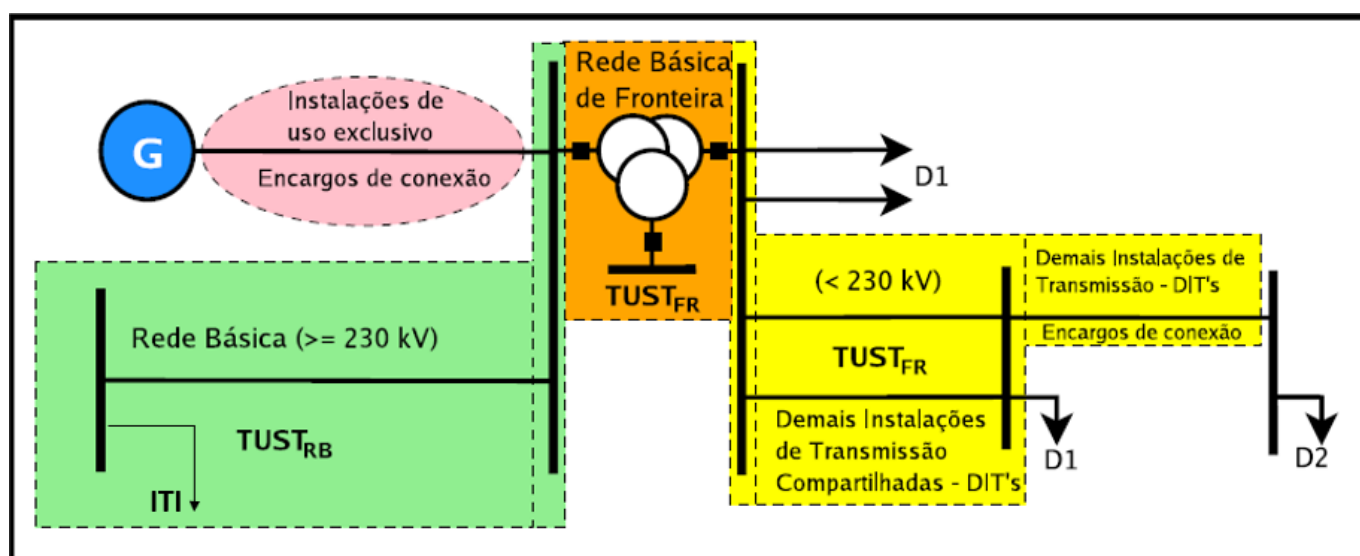 G
Instalações de
uso exclusivo
Encargos de conexão
Rede Básica
de Fronteira
TUST_FR
D1
Rede Básica (>= 230 kV)
TUST_RB
ITI
(< 230 kV)
TUST_FR
Demais Instalações
de Transmissão
Compartilhadas - DIT's
Demais Instalações de
Transmissão - DIT's
Encargos de conexão
D1
D2